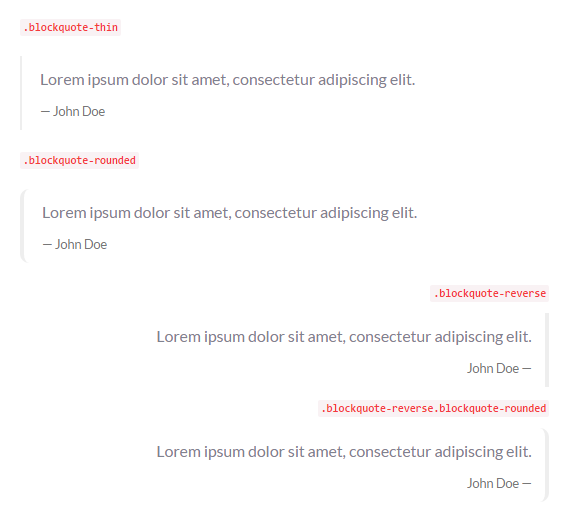 .blockquote-thin
Lorem ipsum dolor sit amet, consectetur adipiscing elit.
— John Doe
.blockquote-rounded
Lorem ipsum dolor sit amet, consectetur adipiscing elit.
— John Doe
.blockquote-reverse
Lorem ipsum dolor sit amet, consectetur adipiscing elit.
John Doe —
.blockquote-reverse.blockquote-rounded
Lorem ipsum dolor sit amet, consectetur adipiscing elit.
John Doe —